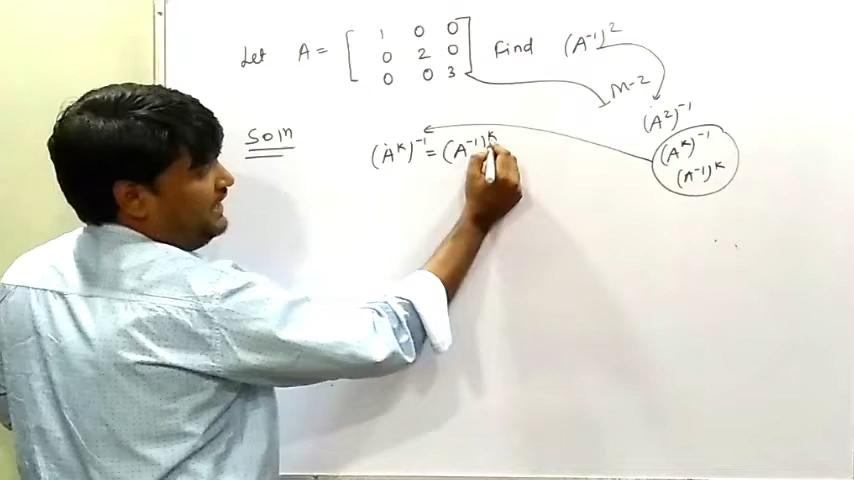 Let A = [ 1 0 0
0 2 0
0 0 3 ] Find (A⁻¹)²
M-2
(A²)⁻¹
(Aᴷ)⁻¹
(A⁻¹)ᴷ
Soln
(Aᴷ)⁻¹ = (A⁻¹)ᴷ